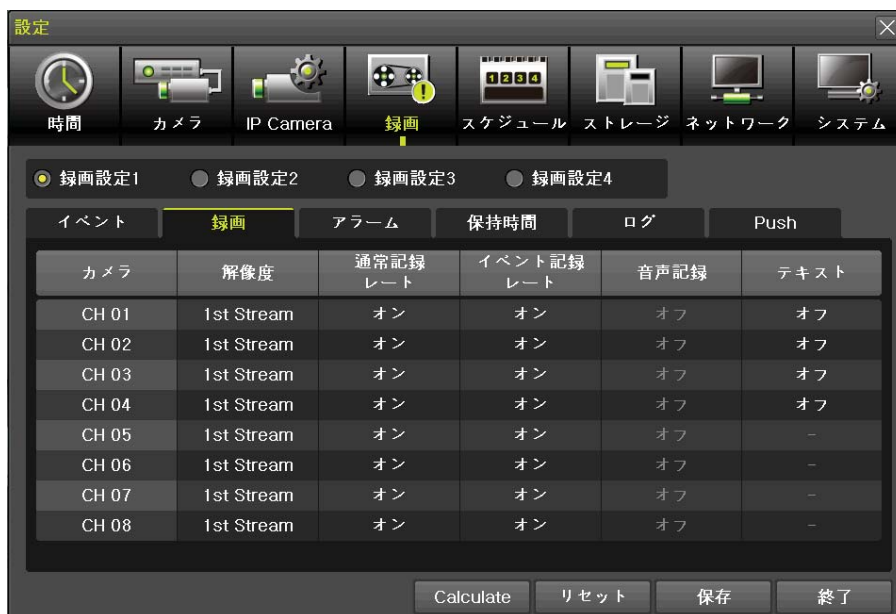 設定
時間 カメラ IP Camera 録画 スケジュール ストレージ ネットワーク システム
1 2 3 4
録画設定1 録画設定2 録画設定3 録画設定4
イベント 録画 アラーム 保持時間 ログ Push
カメラ 解像度 通常記録レート イベント記録レート 音声記録 テキスト
CH 01 1st Stream オン オン オフ オフ
CH 02 1st Stream オン オン オフ オフ
CH 03 1st Stream オン オン オフ オフ
CH 04 1st Stream オン オン オフ オフ
CH 05 1st Stream オン オン オフ -
CH 06 1st Stream オン オン オフ -
CH 07 1st Stream オン オン オフ -
CH 08 1st Stream オン オン オフ -
Calculate リセット 保存 終了